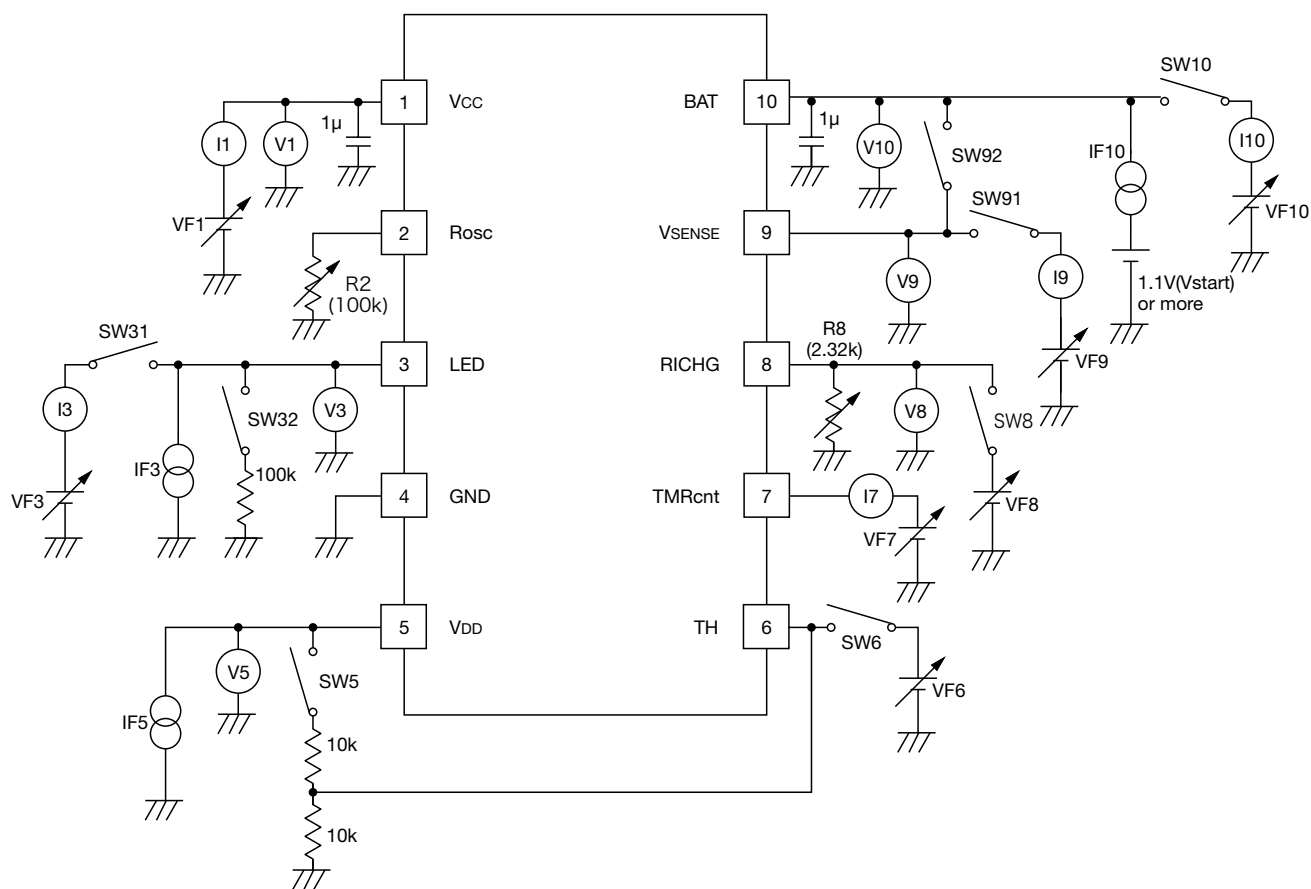 SW10
1
VCC
BAT
10
1μ
I1
V1
1μ
V10
SW92
IF10
I10
SW91
VF1
VF10
2
Rosc
VSENSE
9
R2
(100k)
V9
I9
1.1V(Vstart)
or more
SW31
R8
(2.32k)
3
LED
RICHG
8
VF9
I3
SW32
V3
V8
SW8
IF3
100k
VF3
4
GND
TMRcnt
7
I7
VF8
VF7
5
VDD
TH
6
SW6
V5
SW5
VF6
IF5
10k
10k